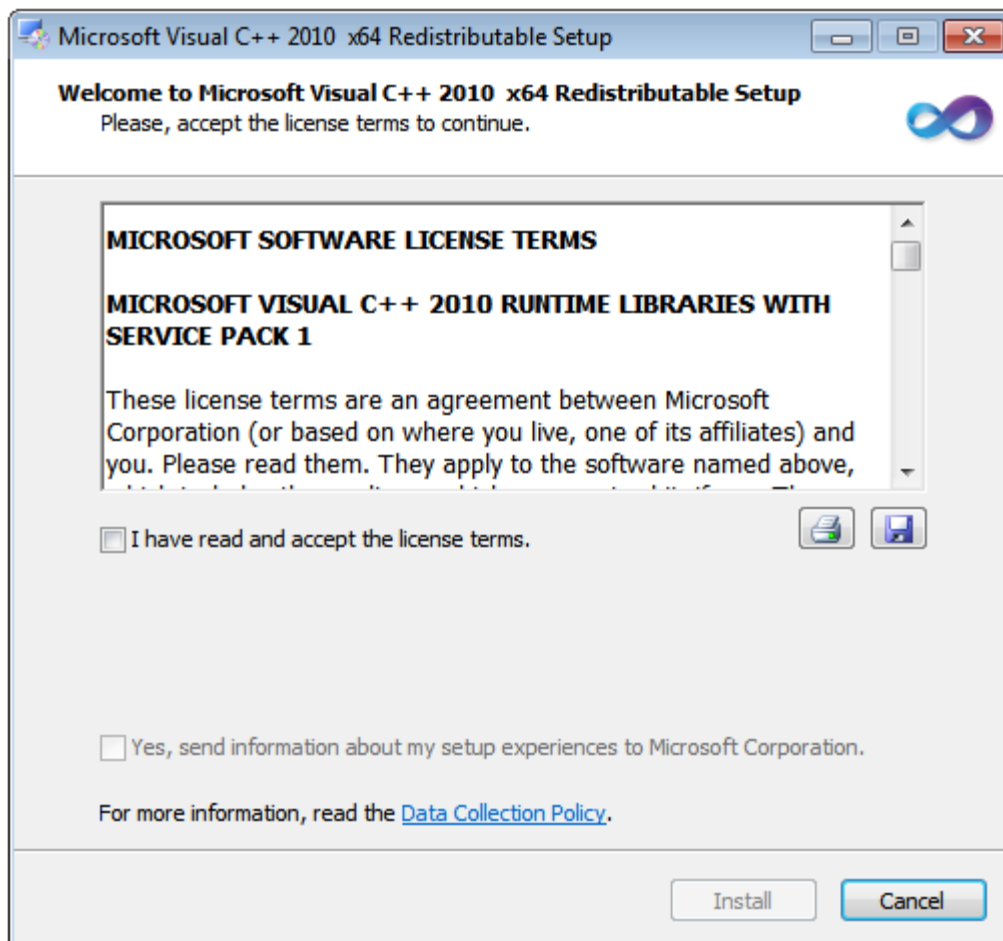 Microsoft Visual C++ 2010 x64 Redistributable Setup
Welcome to Microsoft Visual C++ 2010 x64 Redistributable Setup
Please, accept the license terms to continue.
MICROSOFT SOFTWARE LICENSE TERMS
MICROSOFT VISUAL C++ 2010 RUNTIME LIBRARIES WITH
SERVICE PACK 1
These license terms are an agreement between Microsoft
Corporation (or based on where you live, one of its affiliates) and
you. Please read them. They apply to the software named above,
I have read and accept the license terms.
Yes, send information about my setup experiences to Microsoft Corporation.
For more information, read the Data Collection Policy.
Install
Cancel